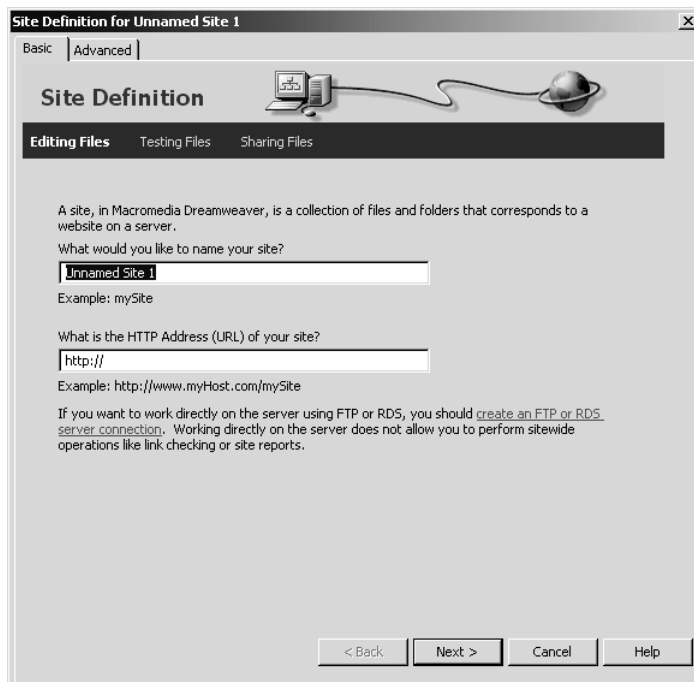 Site Definition for Unnamed Site 1
Basic
Advanced
Site Definition
Editing Files
Testing Files
Sharing Files
A site, in Macromedia Dreamweaver, is a collection of files and folders that corresponds to a
website on a server.
What would you like to name your site?
Unnamed Site 1
Example: mySite
What is the HTTP Address (URL) of your site?
http://
Example: http://www.myHost.com/mySite
If you want to work directly on the server using FTP or RDS, you should create an FTP or RDS
server connection.  Working directly on the server does not allow you to perform sitewide
operations like link checking or site reports.
< Back
Next >
Cancel
Help